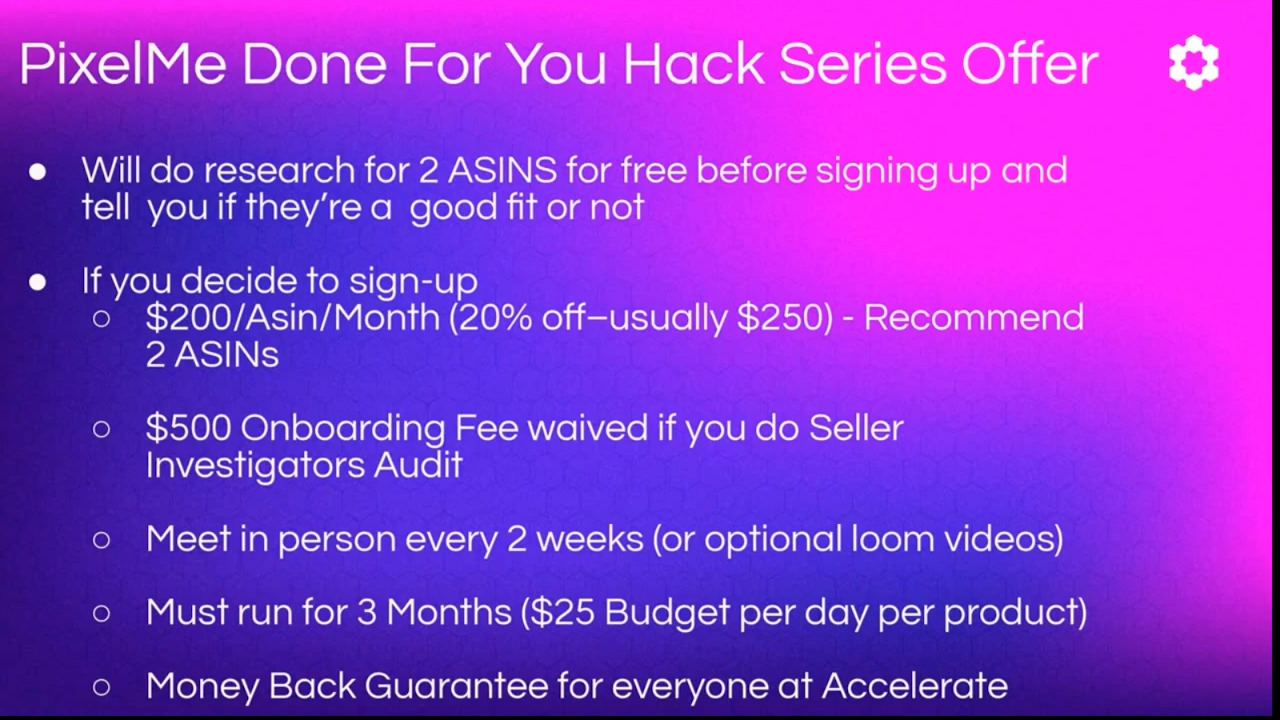 PixelMe Done For You Hack Series Offer
● Will do research for 2 ASINS for free before signing up and
tell  you if they’re a  good fit or not
● If you decide to sign-up
○ $200/Asin/Month (20% off–usually $250) - Recommend
2 ASINs
○ $500 Onboarding Fee waived if you do Seller
Investigators Audit
○ Meet in person every 2 weeks (or optional loom videos)
○ Must run for 3 Months ($25 Budget per day per product)
○ Money Back Guarantee for everyone at Accelerate